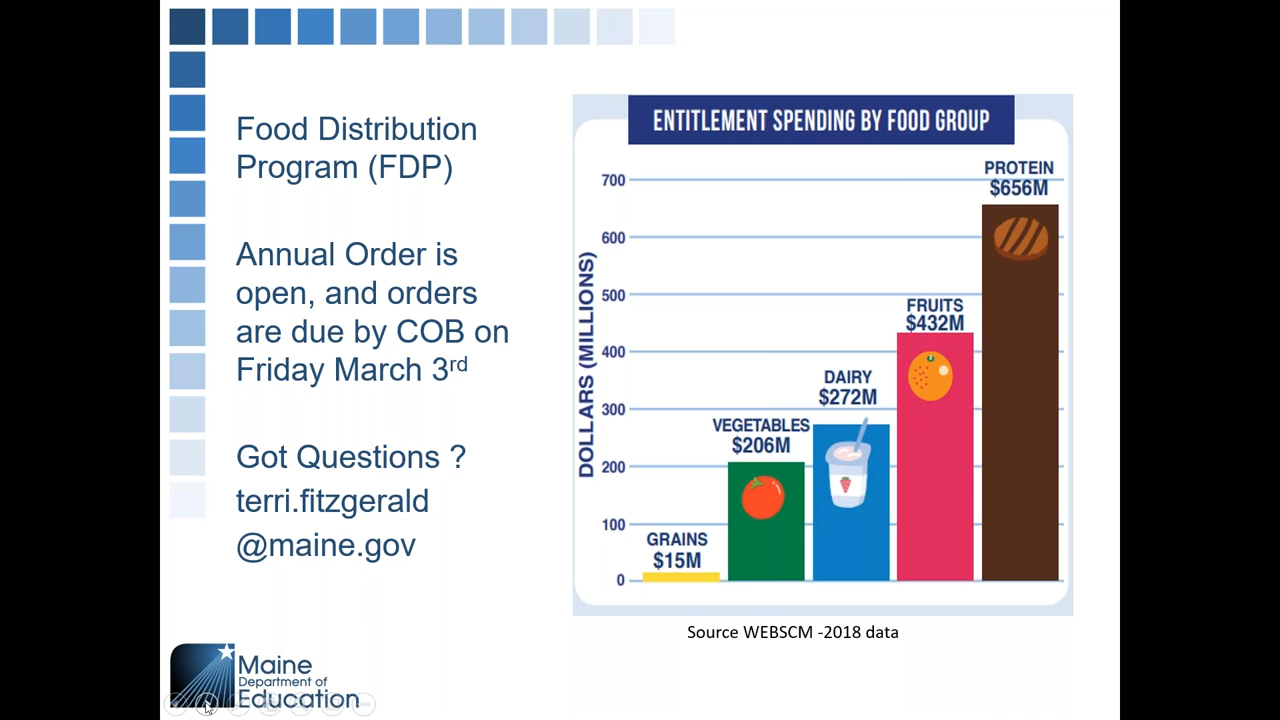 Food Distribution
Program (FDP)
Annual Order is
open, and orders
are due by COB on
Friday March 3rd
Got Questions ?
terri.fitzgerald
@maine.gov
ENTITLEMENT SPENDING BY FOOD GROUP
DOLLARS (MILLIONS)
700
600
500
400
300
200
100
0
GRAINS
$15M
VEGETABLES
$206M
DAIRY
$272M
FRUITS
$432M
PROTEIN
$656M
Source WEBSCM -2018 data
Maine
Department of
Education